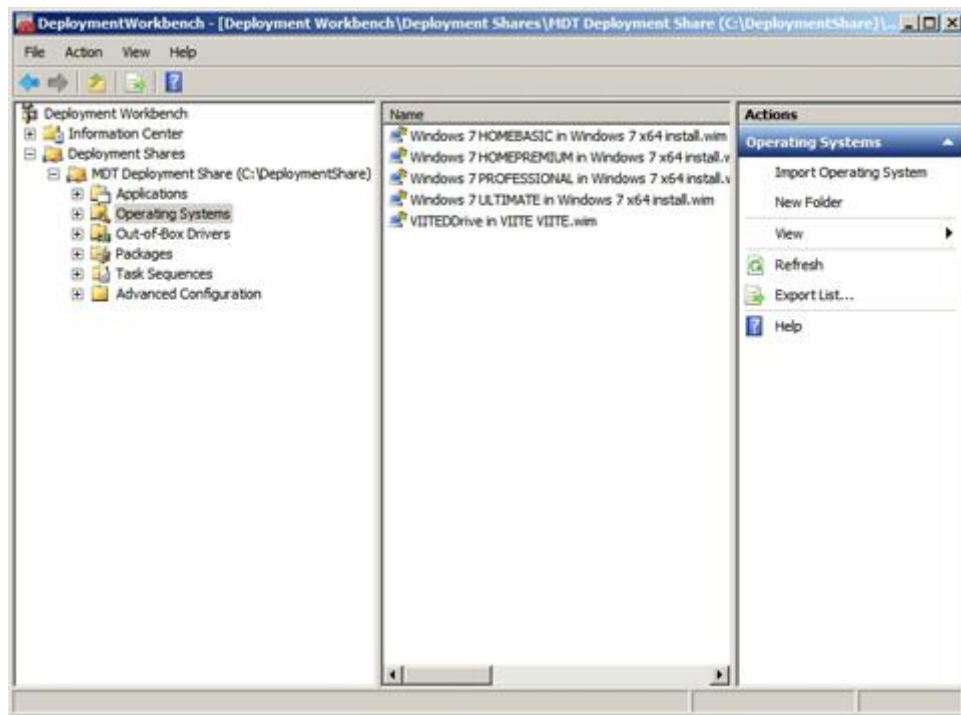 DeploymentWorkbench - [Deployment Workbench\Deployment Shares\MDT Deployment Share (C:\DeploymentShare)\...
File Action View Help
Deployment Workbench
Information Center
Deployment Shares
MDT Deployment Share (C:\DeploymentShare)
Applications
Operating Systems
Out-of-Box Drivers
Packages
Task Sequences
Advanced Configuration
Name
Windows 7 HOMEBASIC in Windows 7 x64 install.wim
Windows 7 HOMEPREMIUM in Windows 7 x64 install.w
Windows 7 PROFESSIONAL in Windows 7 x64 install.w
Windows 7 ULTIMATE in Windows 7 x64 install.wim
VIITEDDrive in VIITE VIITE.wim
Actions
Operating Systems
Import Operating System
New Folder
View
Refresh
Export List...
Help